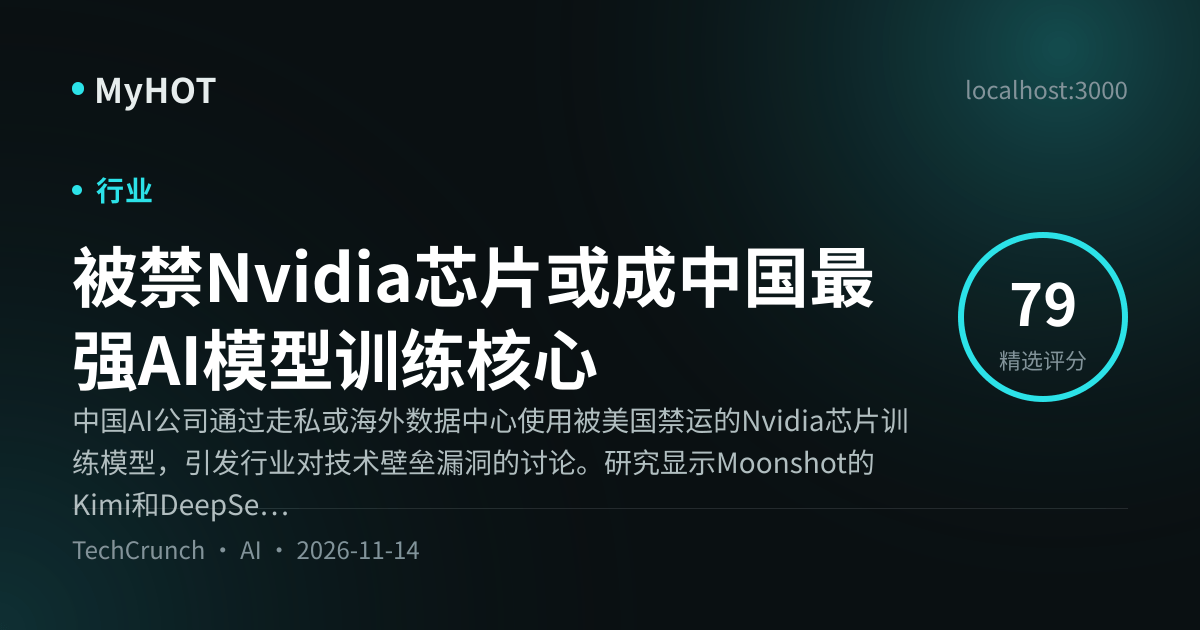 MyHOT
localhost:3000
行业
被禁Nvidia芯片或成中国最
强AI模型训练核心
79
精选评分
中国AI公司通过走私或海外数据中心使用被美国禁运的Nvidia芯片训
练模型，引发行业对技术壁垒漏洞的讨论。研究显示Moonshot的
Kimi和DeepSe…
TechCrunch · AI · 2026-11-14